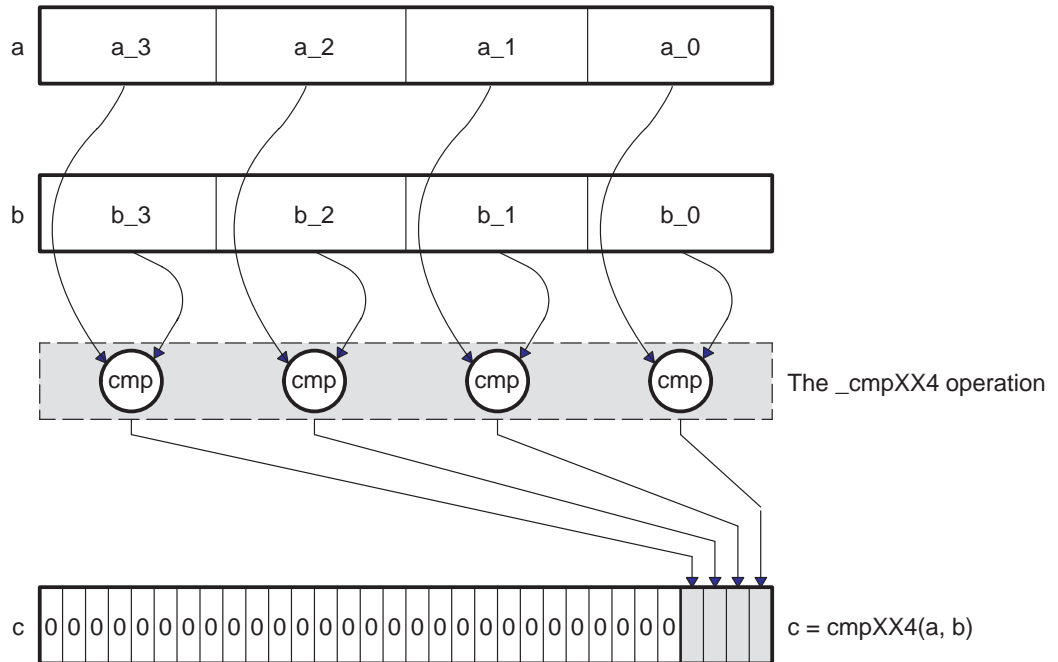 a a_3 a_2 a_1 a_0
b b_3 b_2 b_1 b_0
cmp cmp cmp cmp
The _cmpXX4 operation
c 0 0 0 0 0 0 0 0 0 0 0 0 0 0 0 0 0 0 0 0 0 0 0 0 0 0 0 0 c = cmpXX4(a, b)